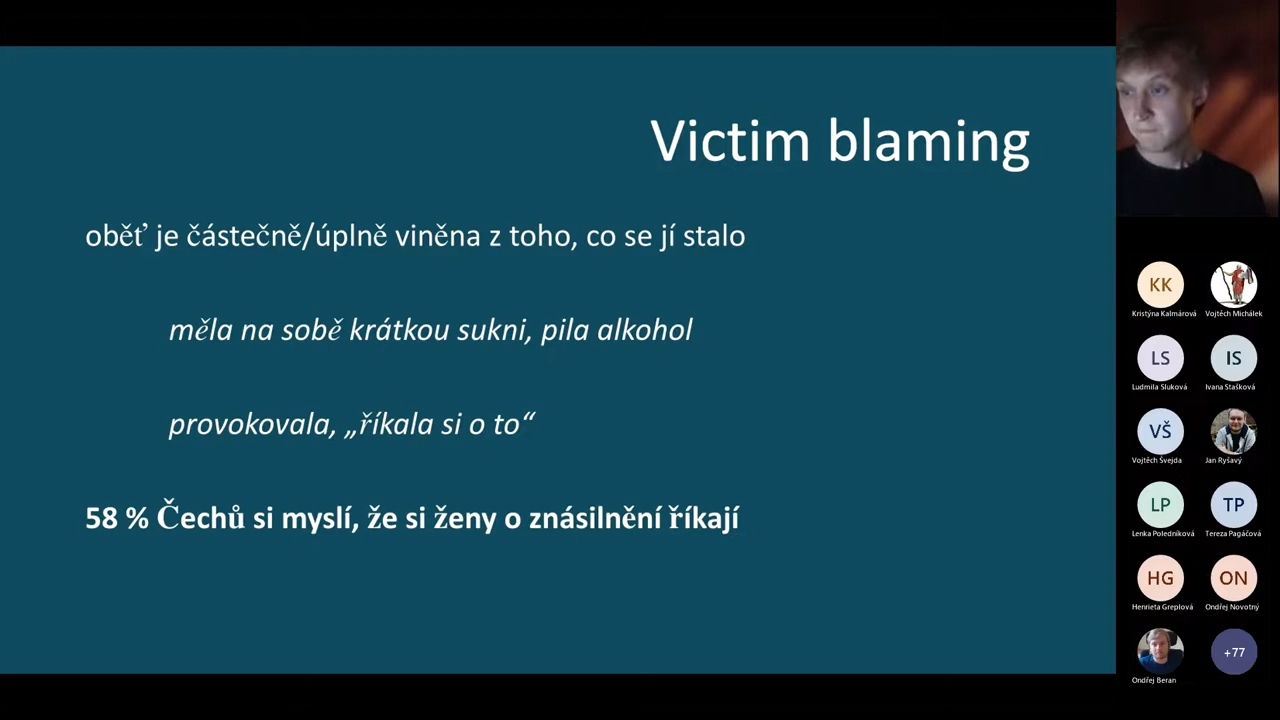 Victim blaming
oběť je částečně/úplně viněna z toho, co se jí stalo
měla na sobě krátkou sukni, pila alkohol
provokovala, „říkala si o to“
58 % Čechů si myslí, že si ženy o znásilnění říkají
KK
Kristýna Kalmárová
Vojtěch Michálek
LS
Ludmila Sluková
IS
Ivana Stašková
VŠ
Vojtěch Švejda
Jan Ryšavý
LP
Lenka Poledníková
TP
Tereza Pagáčová
HG
Henrieta Greplová
ON
Ondřej Novotný
Ondřej Beran
+77